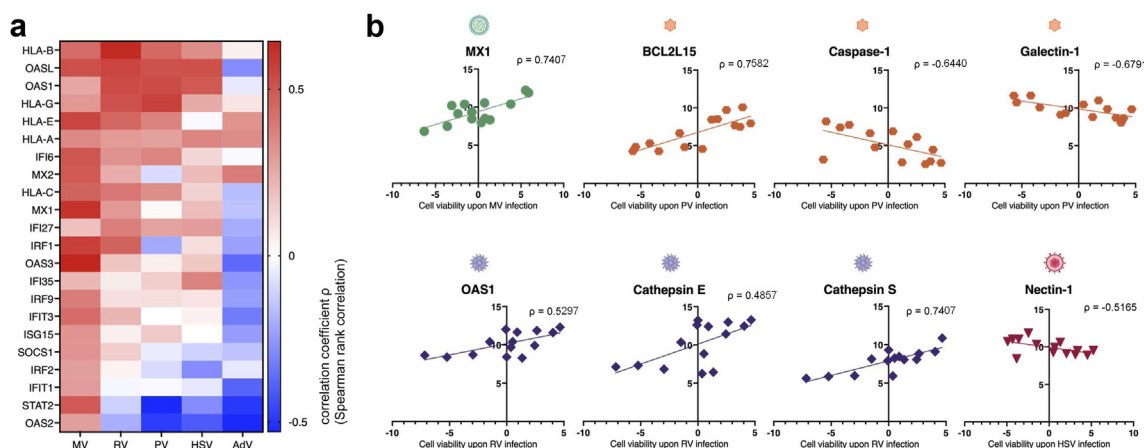 a
HLA-B
OASL
OAS1
HLA-G
HLA-E
HLA-A
IFI6
MX2
HLA-C
MX1
IFI27
IRF1
OAS3
IFI35
IRF9
IFIT3
ISG15
SOCS1
IRF2
IFIT1
STAT2
OAS2
MV RV PV HSV AdV
0.5
0
-0.5
correlation coefficient ρ
(Spearman rank correlation)
b
MX1
ρ = 0.7407
15
10
5
-10 -5 0 5 10
Cell viability upon MV infection
BCL2L15
ρ = 0.7582
15
10
5
-10 -5 0 5
Cell viability upon PV infection
Caspase-1
ρ = -0.6440
15
10
5
-10 -5 0 5
Cell viability upon PV infection
Galectin-1
ρ = -0.6791
15
10
5
-10 -5 0 5
Cell viability upon PV infection
OAS1
ρ = 0.5297
15
10
5
-10 -5 0 5
Cell viability upon RV infection
Cathepsin E
ρ = 0.4857
15
10
5
-10 -5 0 5
Cell viability upon RV infection
Cathepsin S
ρ = 0.7407
15
10
5
-10 -5 0 5
Cell viability upon RV infection
Nectin-1
ρ = -0.5165
15
10
5
-10 -5 0 5 10
Cell viability upon HSV infection